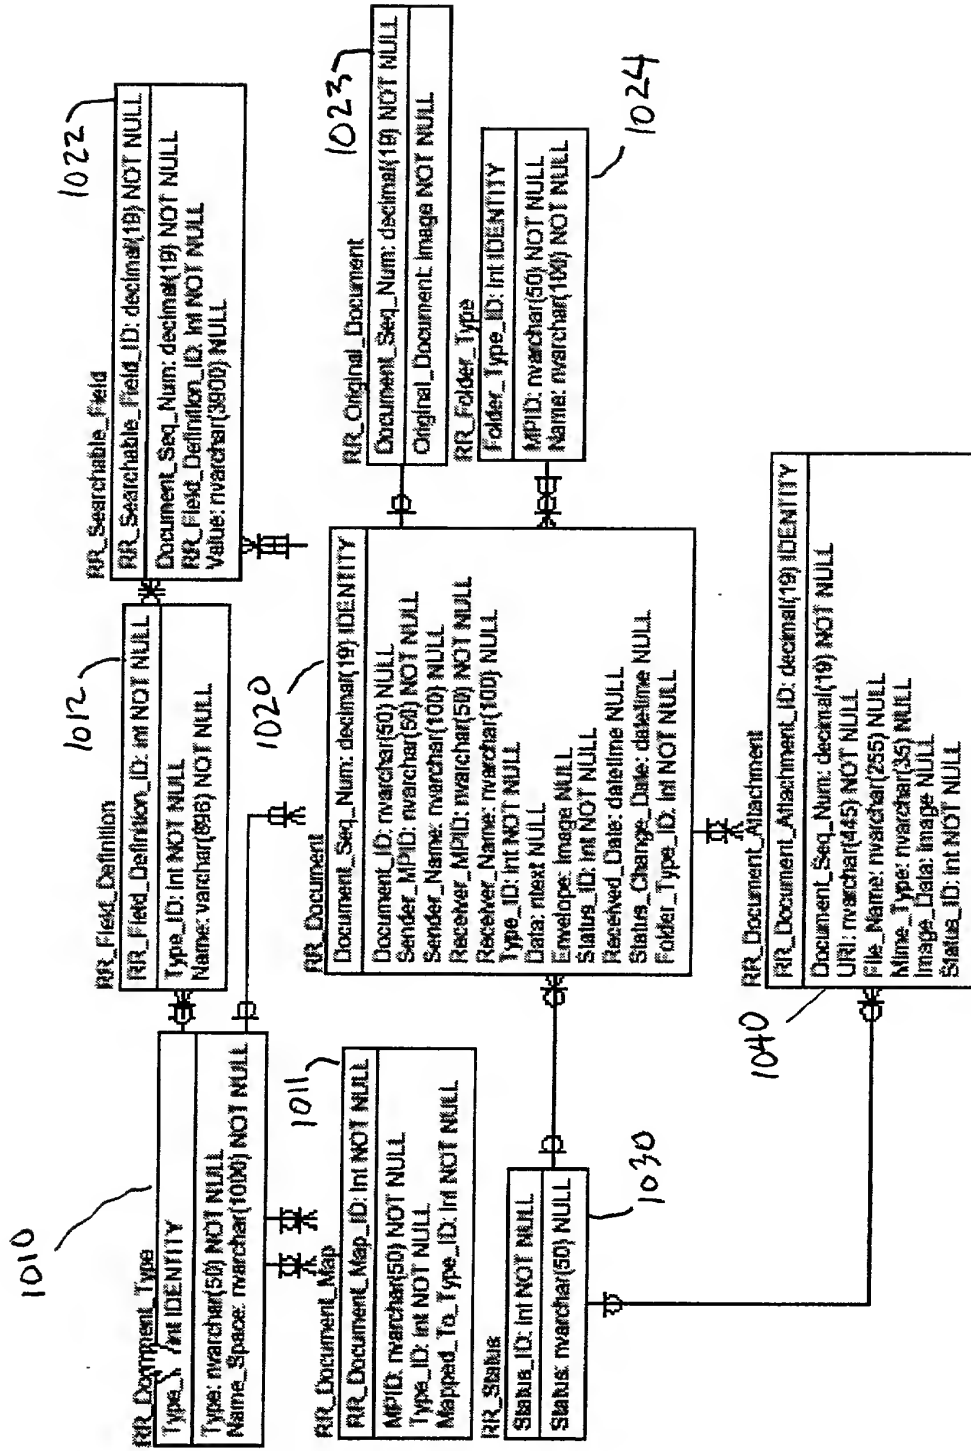 1010
RR_Document_Type
Int IDENTITY
Type: nvarchar(50) NOT NULL
Name_Space: nvarchar(1000) NOT NULL
1012
RR_Field_Definition
RR_Field_Definition_ID: int NOT NULL
Type_ID: Int NOT NULL
Name: varchar(896) NOT NULL
1022
RR_Searchable_Field
RR_Searchable_Field_ID: decimal(19) NOT NULL
Document_Seq_Num: decimal(19) NOT NULL
RR_Field_Definition_ID: Int NOT NULL
Value: nvarchar(3900) NULL
1011
RR_Document_Map
RR_Document_Map_ID: Int NOT NULL
MPID: nvarchar(50) NOT NULL
Type_ID: Int NOT NULL
Mapped_To_Type_ID: Int NOT NULL
1020
RR_Document
Document_Seq_Num: decimal(19) IDENTITY
Document_ID: nvarchar(50) NULL
Sender_MPID: nvarchar(50) NOT NULL
Sender_Name: nvarchar(100) NULL
Receiver_MPID: nvarchar(50) NOT NULL
Receiver_Name: nvarchar(100) NULL
Type_ID: Int NOT NULL
Data: ntext NULL
Envelope: Image NULL
Status_ID: Int NOT NULL
Received_Date: datetime NULL
Status_Change_Date: datetime NULL
Folder_Type_ID: Int NOT NULL
1023
RR_Original_Document
Document_Seq_Num: decimal(19) NOT NULL
Original_Document: Image NOT NULL
RR_Folder_Type
Folder_Type_ID: Int IDENTITY
MPID: nvarchar(50) NOT NULL
Name: nvarchar(100) NOT NULL
1024
RR_Status
Status_ID: Int NOT NULL
Status: nvarchar(50) NULL
1030
RR_Document_Attachment
RR_Document_Attachment_ID: decimal(19) IDENTITY
Document_Seq_Num: decimal(19) NOT NULL
URI: nvarchar(445) NOT NULL
File_Name: nvarchar(255) NULL
Mime_Type: nvarchar(35) NULL
Image_Data: Image NULL
Status_ID: Int NOT NULL
1040